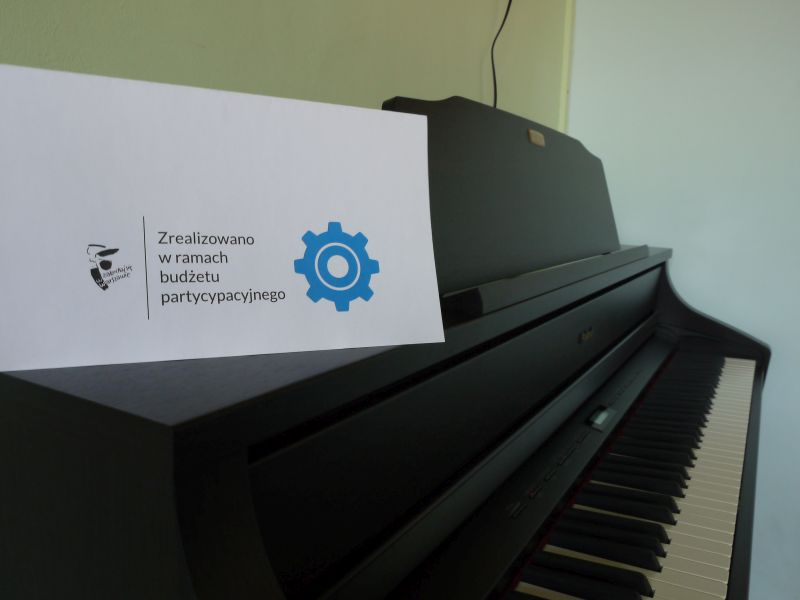 Zrealizowano
w ramach
budżetu
partycypacyjnego